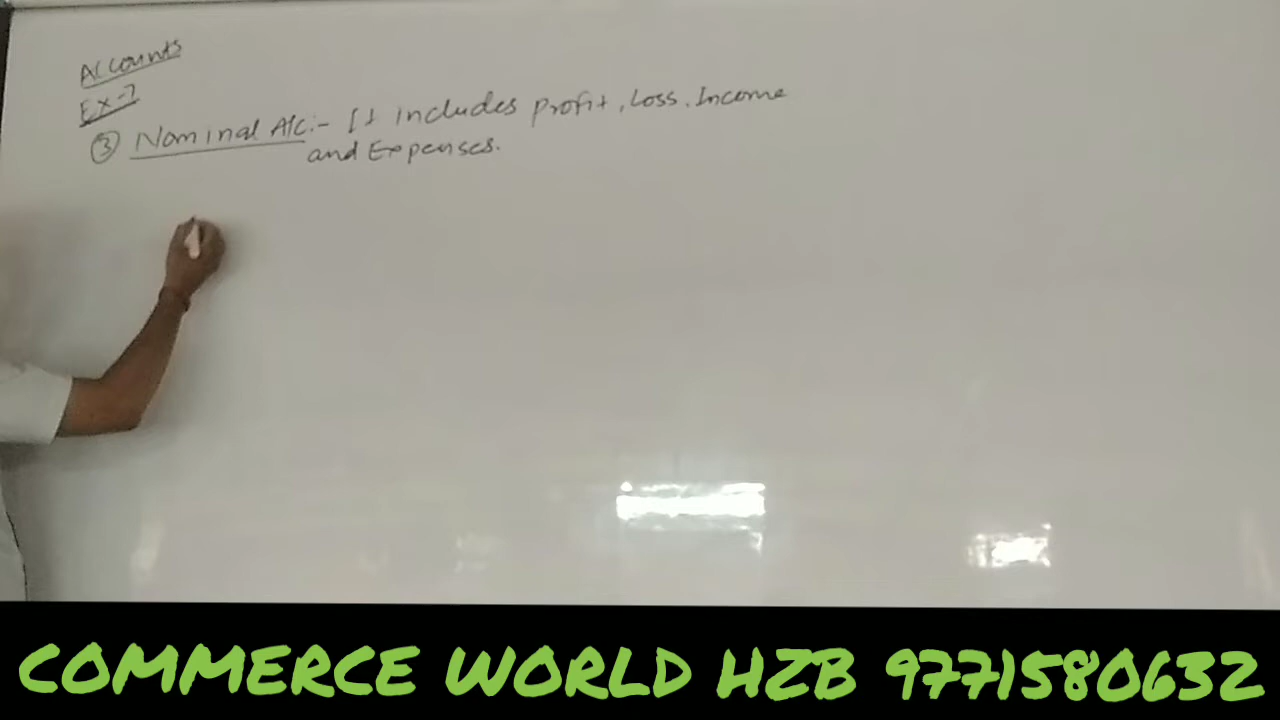 Accounts
Ex-7
③ Nominal A/c:- It includes profit, Loss, Income
and Expenses.
COMMERCE WORLD HZB 9771580632